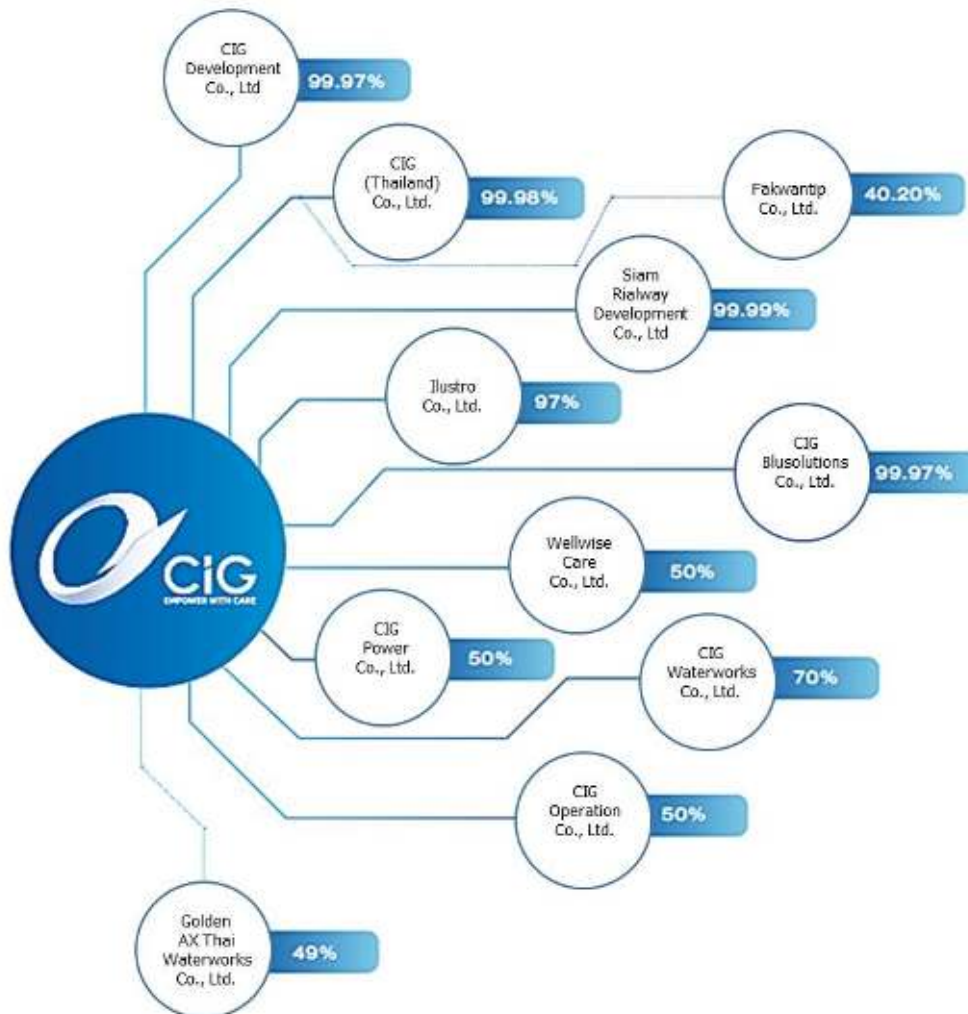 CIG
Development
Co., Ltd
99.97%
CIG
(Thailand)
Co., Ltd.
99.98%
Fakwantip
Co., Ltd.
40.20%
Siam
Rialway
Development
Co., Ltd
99.99%
Ilustro
Co., Ltd.
97%
CIG
Blusolutions
Co., Ltd.
99.97%
CiG
EMPOWER WITH CARE
Wellwise
Care
Co., Ltd.
50%
CIG
Power
Co., Ltd.
50%
CIG
Waterworks
Co., Ltd.
70%
CIG
Operation
Co., Ltd.
50%
Golden
AX Thai
Waterworks
Co., Ltd.
49%